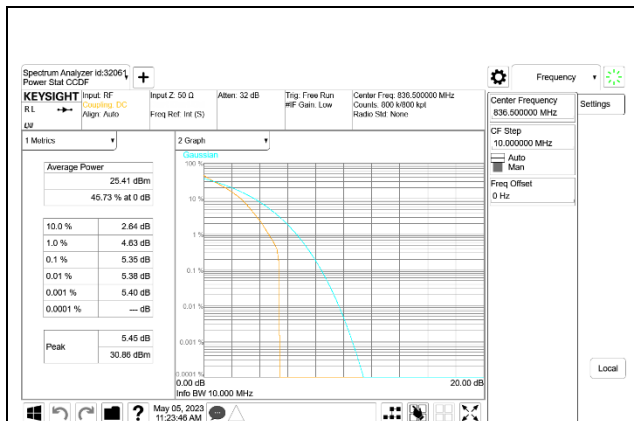 Spectrum Analyzer Id:32061
Power Stat CCDF
Frequency
KEYSIGHT
RL
Input: RF
Coupling: DC
Align: Auto
Input Z: 50 Ω
Freq Ref: Int (S)
Atten: 32 dB
Trig: Free Run
#IF Gain: Low
Center Freq: 836.500000 MHz
Counts: 800 k/800 kpt
Radio Std: None
Center Frequency
836.500000 MHz
Settings
CF Step
10.000000 MHz
Auto
Man
Freq Offset
0 Hz
1 Metrics
Average Power
25.41 dBm
45.73 % at 0 dB
10.0 % 2.64 dB
1.0 % 4.63 dB
0.1 % 5.35 dB
0.01 % 5.38 dB
0.001 % 5.40 dB
0.0001 % --- dB
Peak
5.45 dB
30.86 dBm
2 Graph
Gaussian
100 %
10 %
1 %
0.1 %
0.01 %
0.001 %
0.0001 %
0.00 dB
20.00 dB
Info BW 10.000 MHz
Local
May 05, 2023
11:23:46 AM